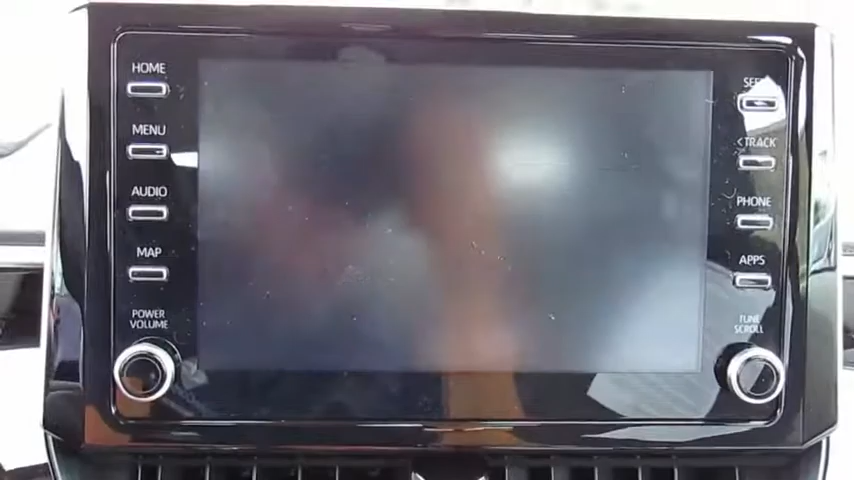 HOME
MENU
AUDIO
MAP
POWER
VOLUME
SEEK>
<TRACK
PHONE
APPS
TUNE
SCROLL